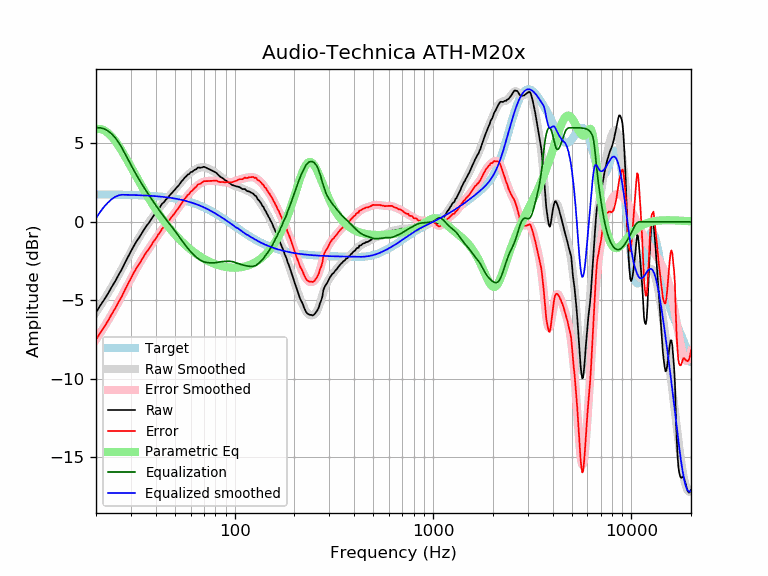 Audio-Technica ATH-M20x
Amplitude (dBr)
5
0
−5
−10
−15
Target
Raw Smoothed
Error Smoothed
Raw
Error
Parametric Eq
Equalization
Equalized smoothed
100
1000
10000
Frequency (Hz)